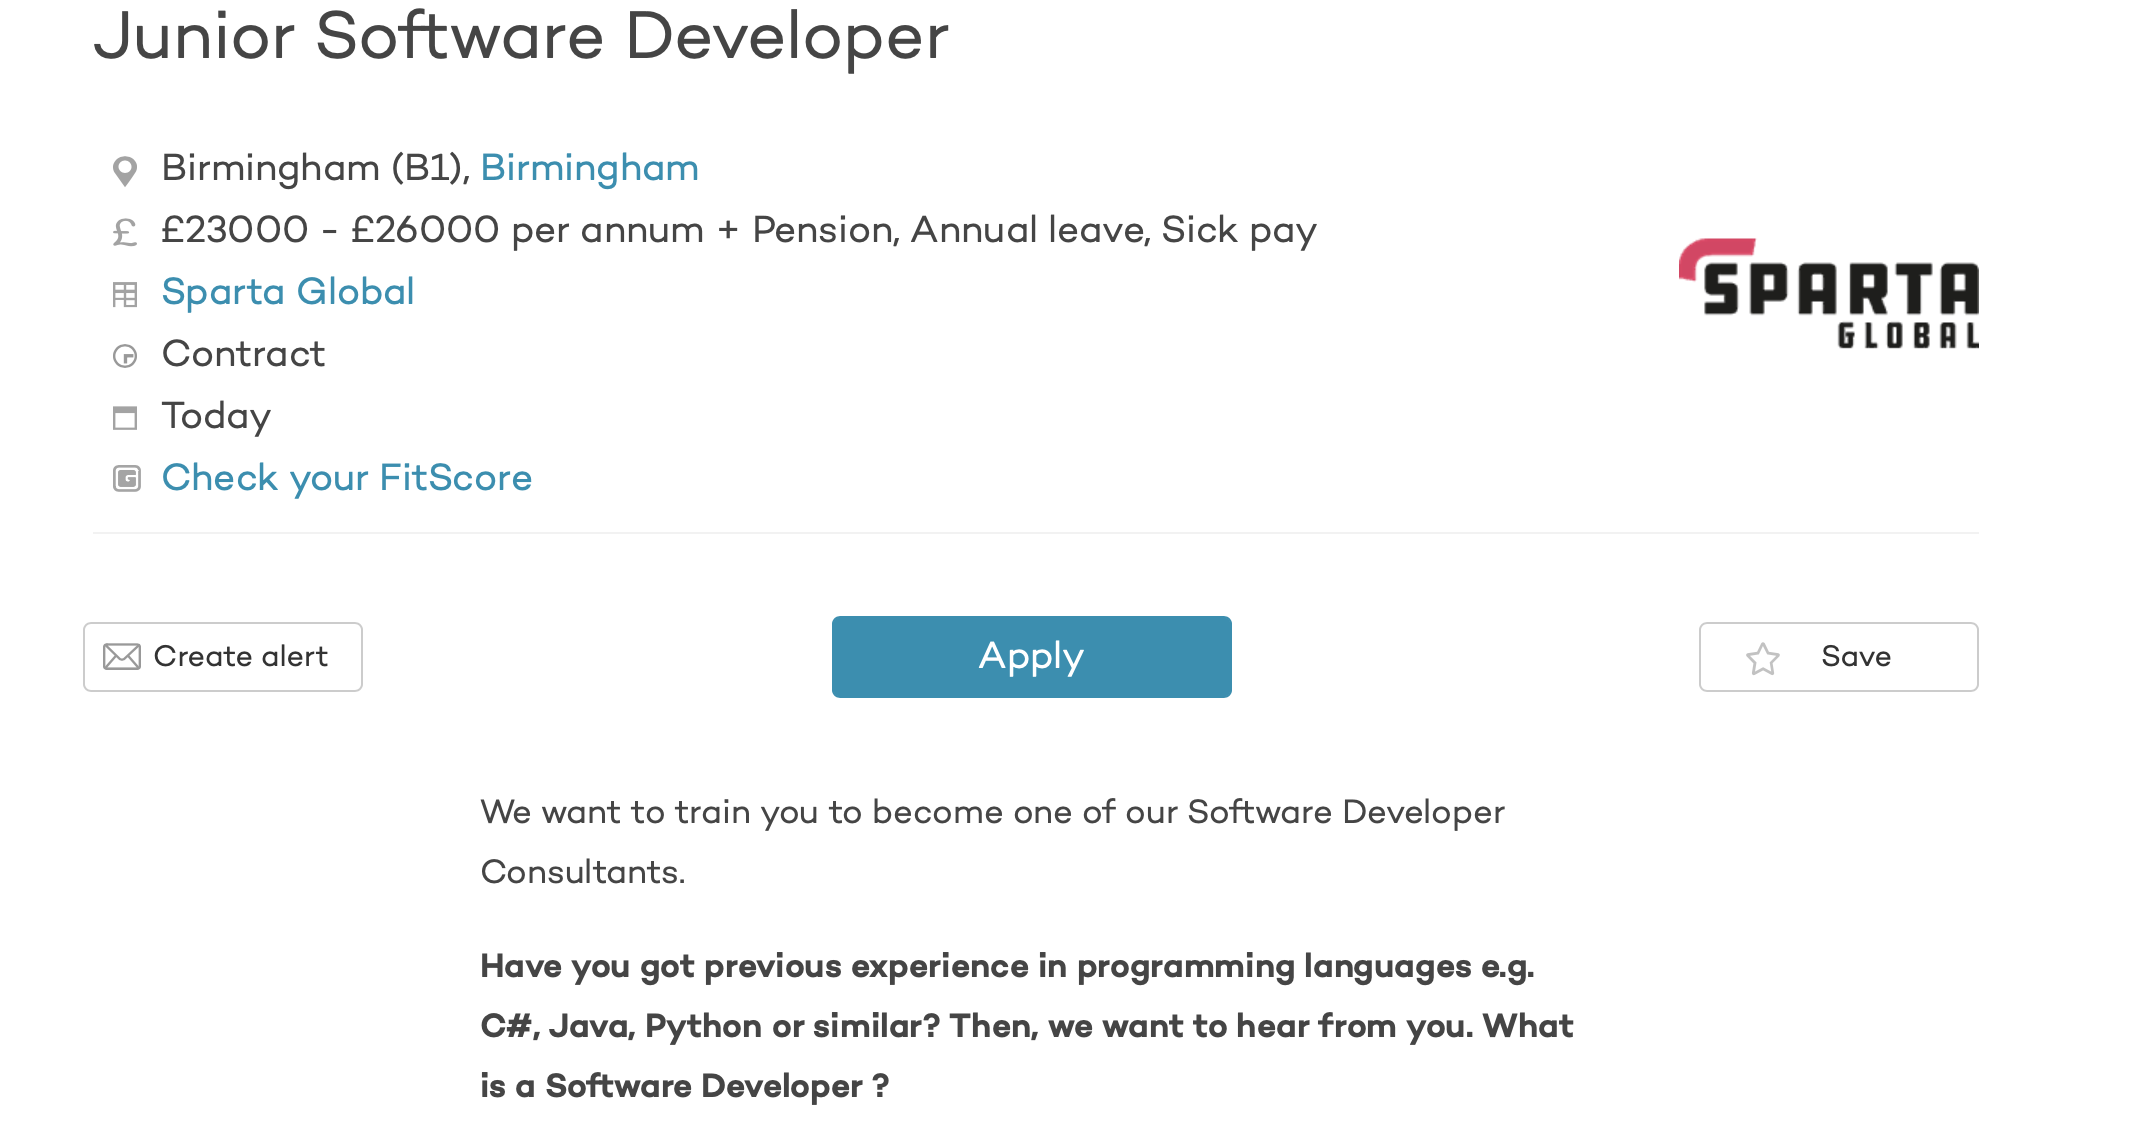 Junior Software Developer
Birmingham (B1), Birmingham
£23000 - £26000 per annum + Pension, Annual leave, Sick pay
Sparta Global
Contract
Today
Check your FitScore
SPARTA
GLOBAL
Create alert
Apply
Save
We want to train you to become one of our Software Developer
Consultants.
Have you got previous experience in programming languages e.g.
C#, Java, Python or similar? Then, we want to hear from you. What
is a Software Developer ?